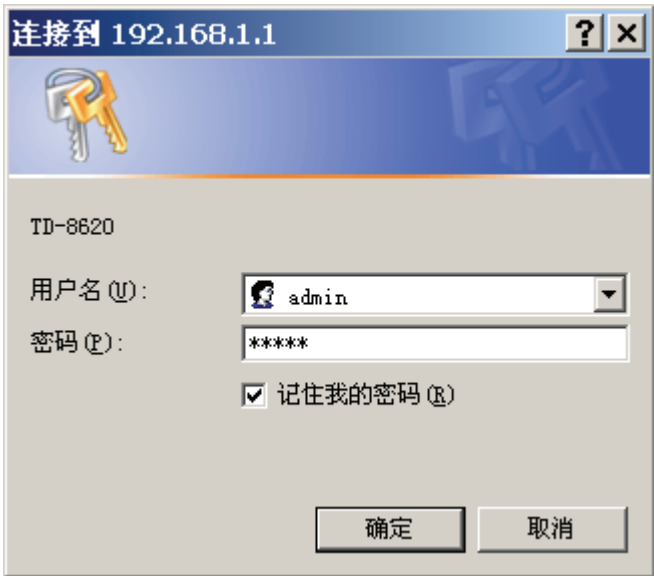 连接到 192.168.1.1
TD-8620
用户名(U):
admin
密码(P):
*****
记住我的密码(R)
确定
取消